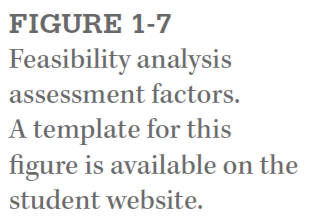 FIGURE 1-7
Feasibility analysis
assessment factors.
A template for this
figure is available on the
student website.